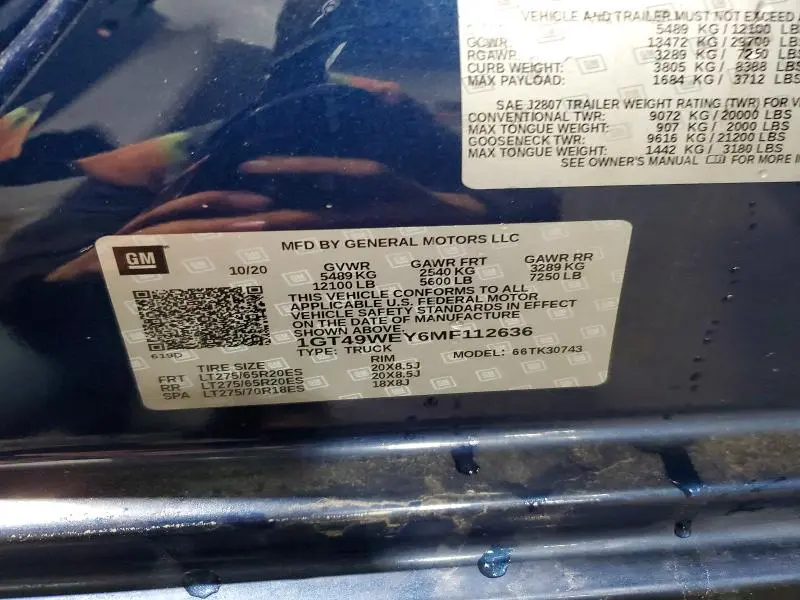 VEHICLE AND TRAILER MUST NOT EXCEED
5489 KG / 12100 LBS
GCWR: 13472 KG / 29700 LBS
RGAWR: 3289 KG / 7250 LBS
CURB WEIGHT: 3805 KG / 8388 LBS
MAX PAYLOAD: 1684 KG / 3712 LBS
SAE J2807 TRAILER WEIGHT RATING (TWR) FOR
CONVENTIONAL TWR: 9072 KG / 20000 LBS
MAX TONGUE WEIGHT: 907 KG / 2000 LBS
GOOSENECK TWR: 9616 KG / 21200 LBS
MAX TONGUE WEIGHT: 1442 KG / 3180 LBS
SEE OWNER'S MANUAL FOR MORE
GM
MFD BY GENERAL MOTORS LLC
10/20 GVWR GAWR FRT GAWR RR
5489 KG 2540 KG 3289 KG
12100 LB 5600 LB 7250 LB
THIS VEHICLE CONFORMS TO ALL
APPLICABLE U.S. FEDERAL MOTOR
VEHICLE SAFETY STANDARDS IN EFFECT
ON THE DATE OF MANUFACTURE
SHOWN ABOVE.
1GT49WEY6MF112636
619D
TYPE: TRUCK MODEL: 66TK30743
TIRE SIZE RIM
FRT LT275/65R20ES 20X8.5J
RR LT275/65R20ES 20X8.5J
SPA LT275/70R18ES 18X8J